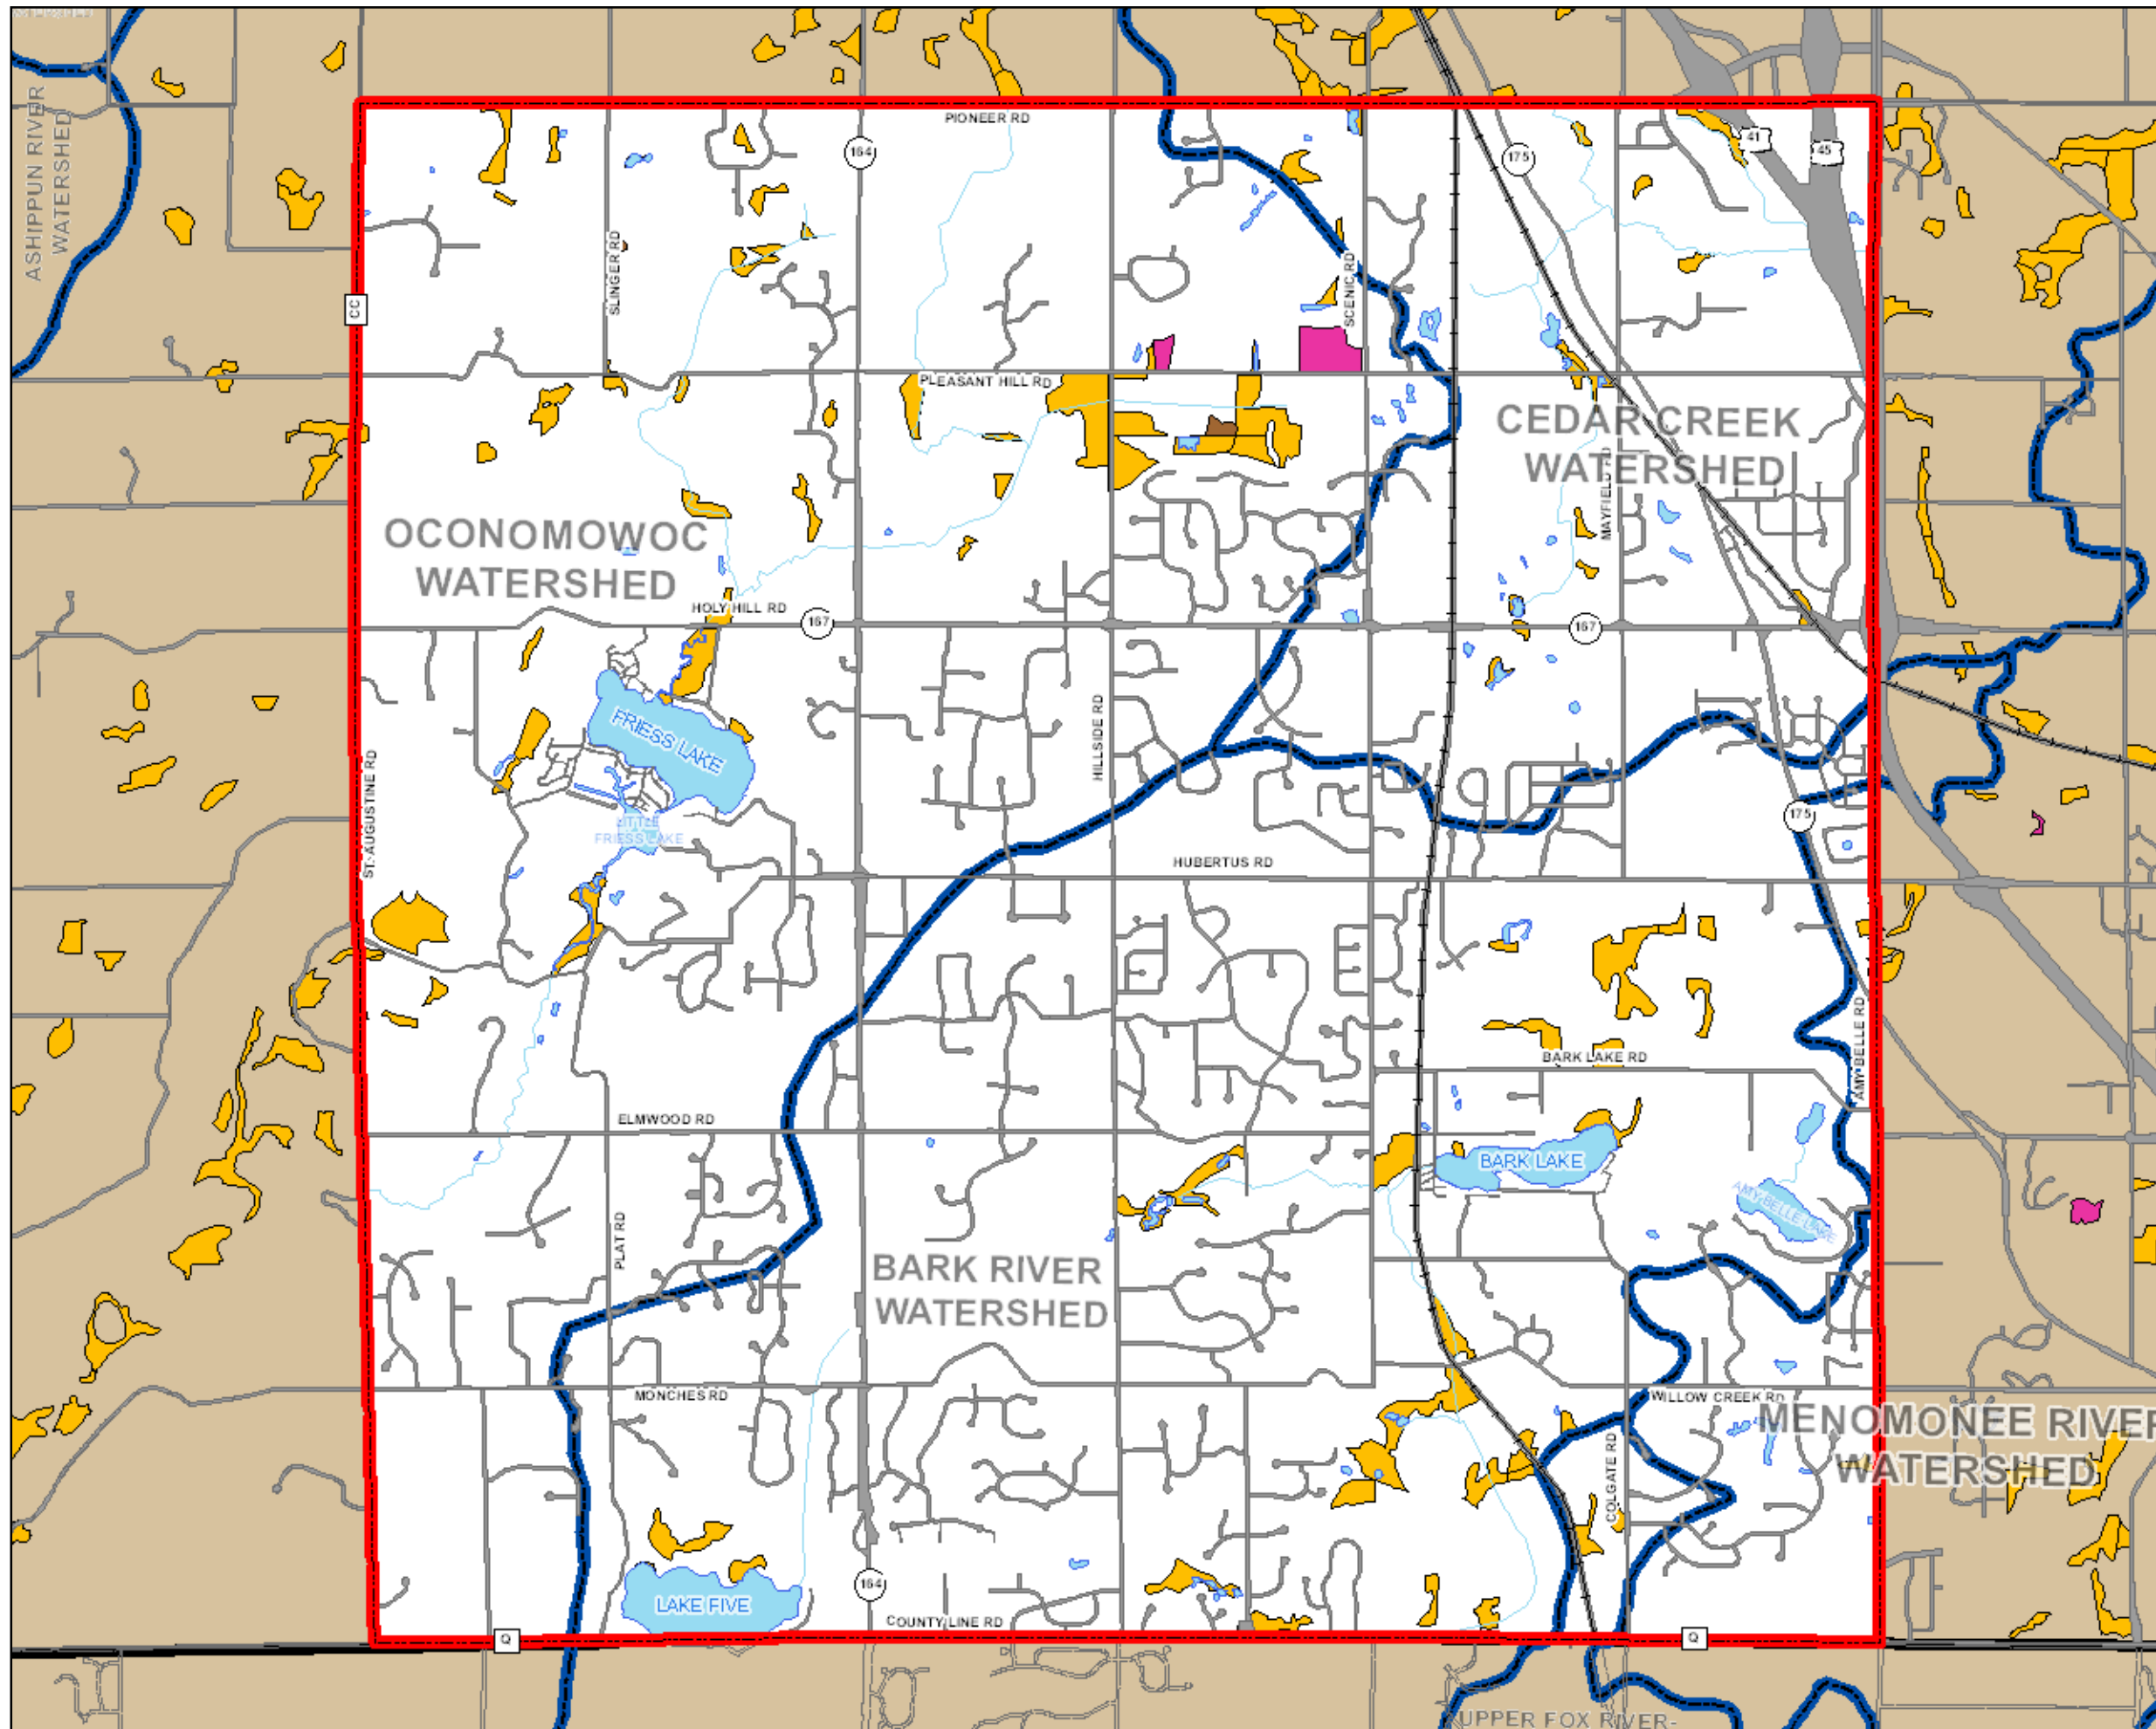 PIONEER RD
164
175
41
45
ASHIPPUN RIVER
WATERSHED
SLINGER RD
SCENIC RD
CC
PLEASANT HILL RD
CEDAR CREEK
WATERSHED
MAYFIELD RD
OCONOMOWOC
WATERSHED
HOLY HILL RD
167
167
FRIESS LAKE
HILLSIDE RD
ST. AUGUSTINE RD
LITTLE
FRIESS LAKE
175
HUBERTUS RD
BARK LAKE RD
AMY BELLE RD
ELMWOOD RD
BARK LAKE
AMY BELLE LAKE
PLAT RD
BARK RIVER
WATERSHED
MONCHES RD
WILLOW CREEK RD
MENOMONEE RIVER
WATERSHED
COLGATE RD
164
LAKE FIVE
COUNTY LINE RD
Q
Q
UPPER FOX RIVER-